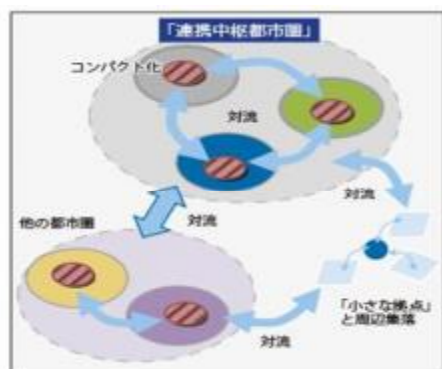 「連携中枢都市圏」
コンパクト化
対流
対流
対流
他の都市圏
「小さな拠点」
と周辺集落
対流